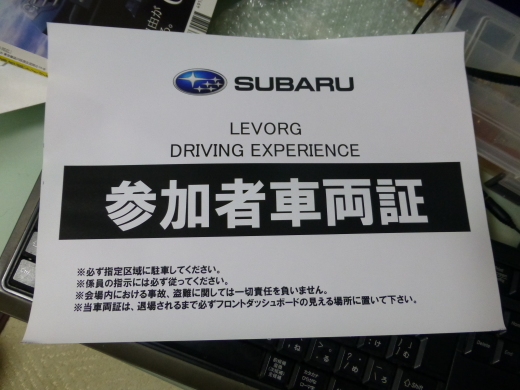 SUBARU
LEVORG
DRIVING EXPERIENCE
参加者車両証
※必ず指定区域に駐車してください。
※係員の指示には必ず従ってください。
※会場内における事故、盗難に関しては一切責任を負いません。
※当車両証は、退場されるまで必ずフロントダッシュボードの見える場所に置いて下さい。